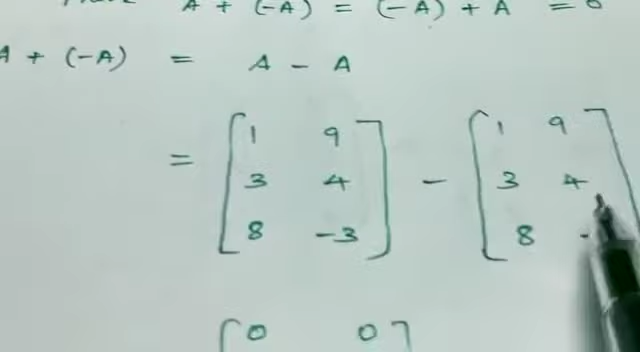 A + (-A) = (-A) + A = 0
A + (-A) = A - A
= [ 1 9 ] - [ 1 9 ]
3 4 3 4
8 -3 8 -
[ 0 0 ]